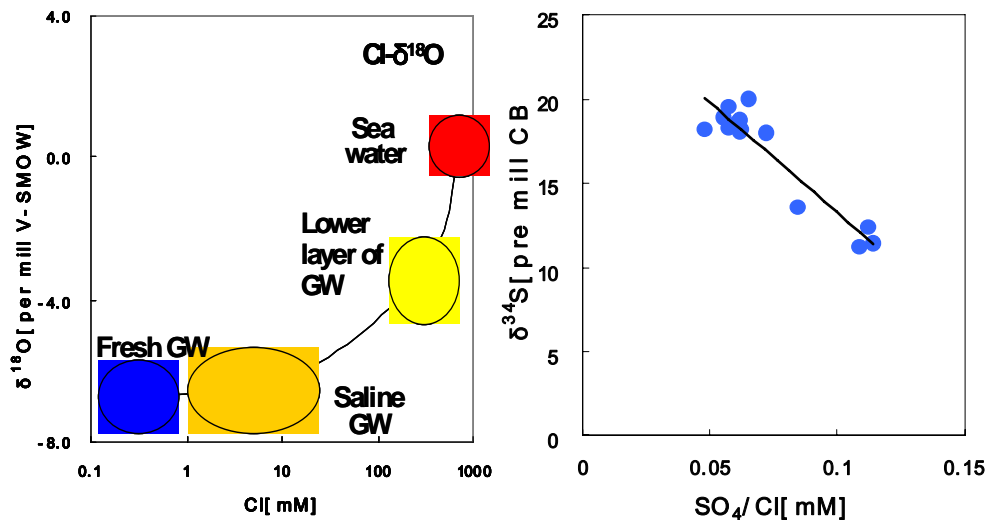 4.0
0.0
-4.0
-8.0
δ¹⁸O[ per mill V- SMOW]
Cl-δ¹⁸O
Sea
water
Lower
layer of
GW
Fresh GW
Saline
GW
0.1
1
10
100
1000
Cl[ mM]
25
20
15
10
5
0
δ³⁴S[ pre mill CB
0
0.05
0.1
0.15
SO₄/ Cl[ mM]